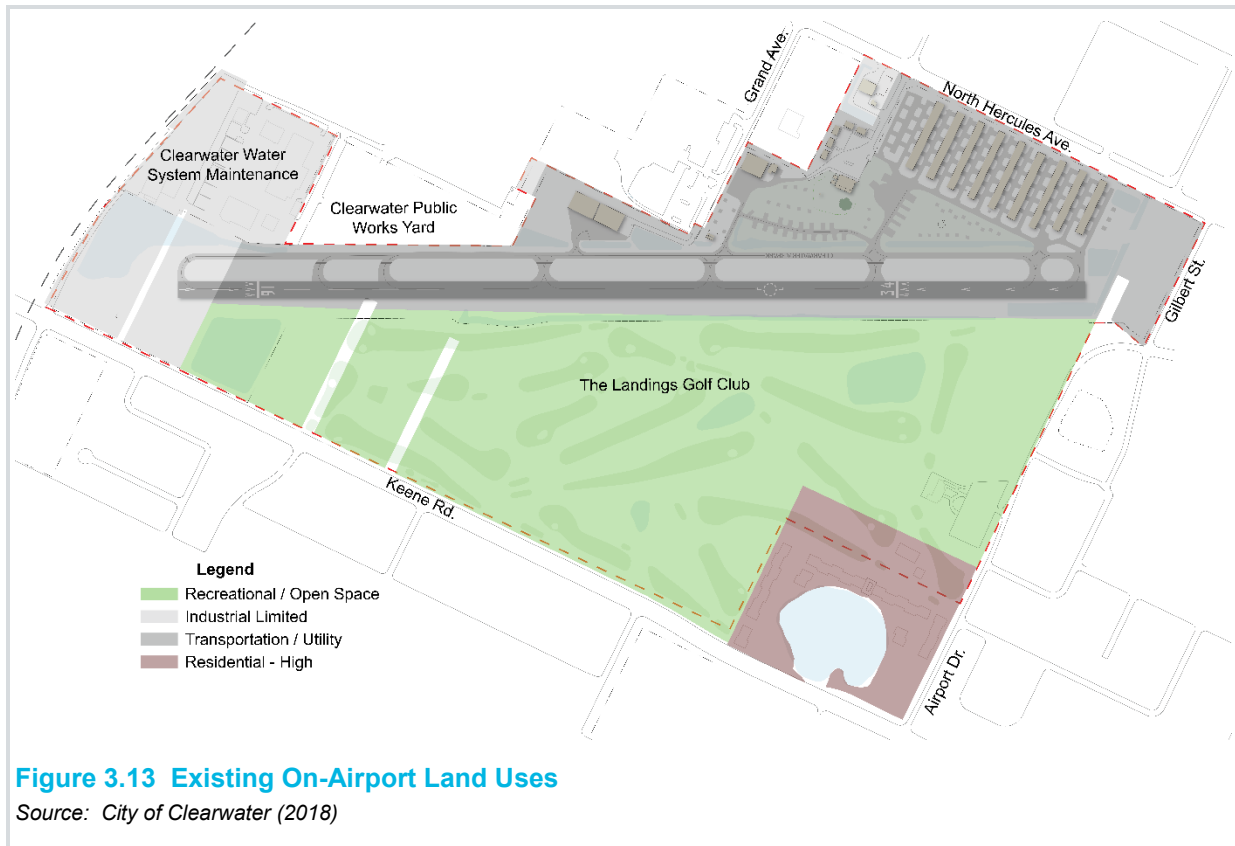 Grand Ave.
North Hercules Ave.
Clearwater Water
System Maintenance
Clearwater Public
Works Yard
Gilbert St.
16
34
The Landings Golf Club
Keene Rd.
Airport Dr.
Legend
Recreational / Open Space
Industrial Limited
Transportation / Utility
Residential - High
Figure 3.13 Existing On-Airport Land Uses
Source: City of Clearwater (2018)